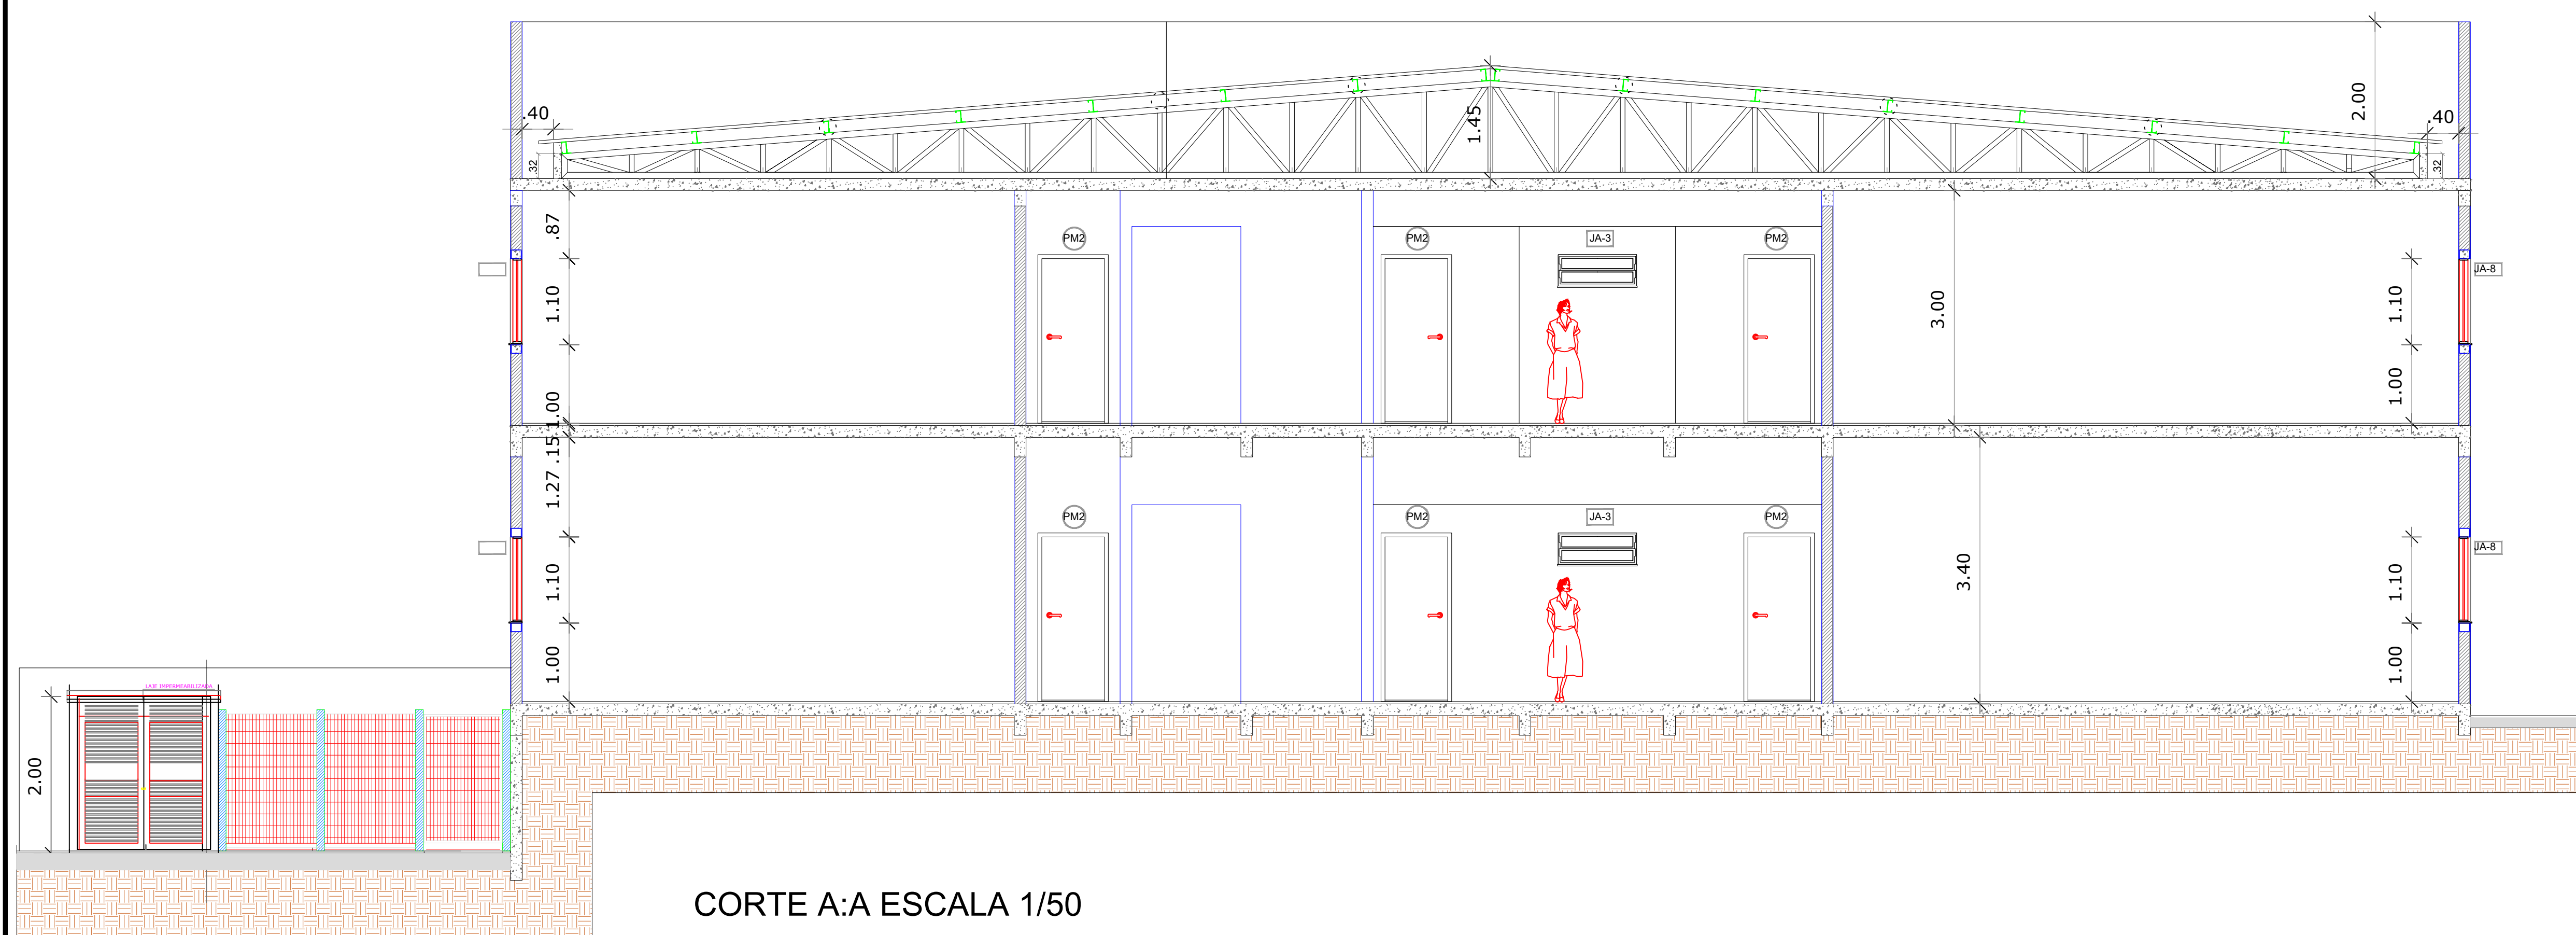 2.00
.40
1.45
.40
.32
.32
.87
PM2
PM2
JA-3
PM2
JA-8
1.10
3.00
1.10
1.00
1.00
.15
1.27
PM2
PM2
JA-3
PM2
JA-8
1.10
3.40
1.10
1.00
1.00
LAJE IMPERMEABILIZADA
2.00
CORTE A:A ESCALA 1/50